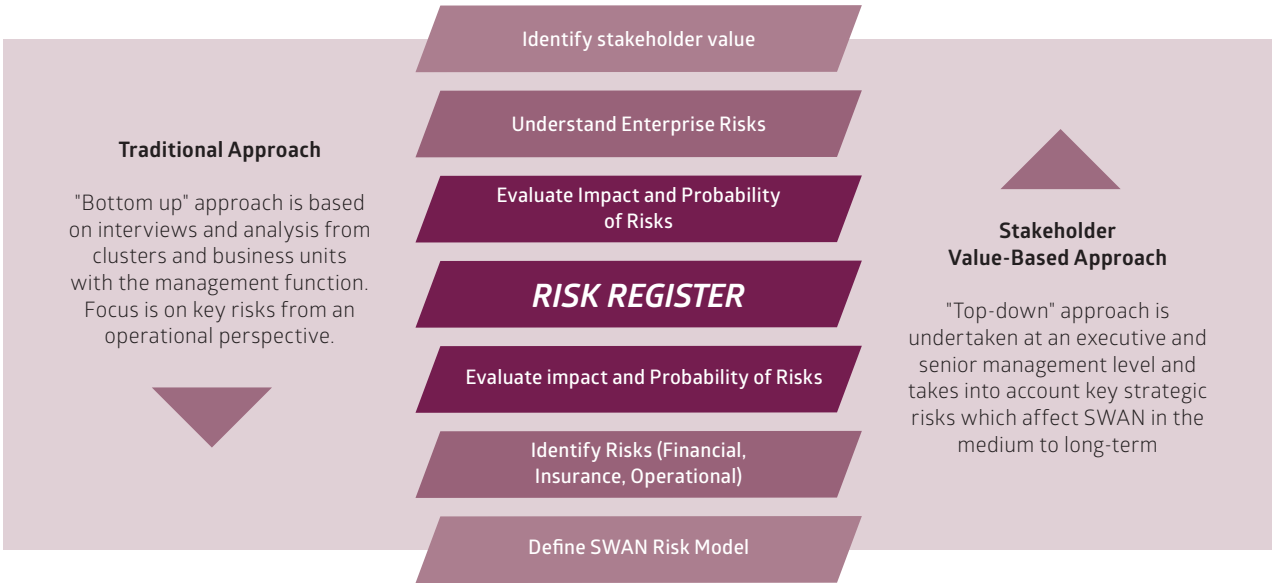 Traditional Approach
"Bottom up" approach is based
on interviews and analysis from
clusters and business units
with the management function.
Focus is on key risks from an
operational perspective.
Identify stakeholder value
Understand Enterprise Risks
Evaluate Impact and Probability
of Risks
RISK REGISTER
Evaluate impact and Probability of Risks
Identify Risks (Financial,
Insurance, Operational)
Define SWAN Risk Model
Stakeholder
Value-Based Approach
"Top-down" approach is
undertaken at an executive and
senior management level and
takes into account key strategic
risks which affect SWAN in the
medium to long-term